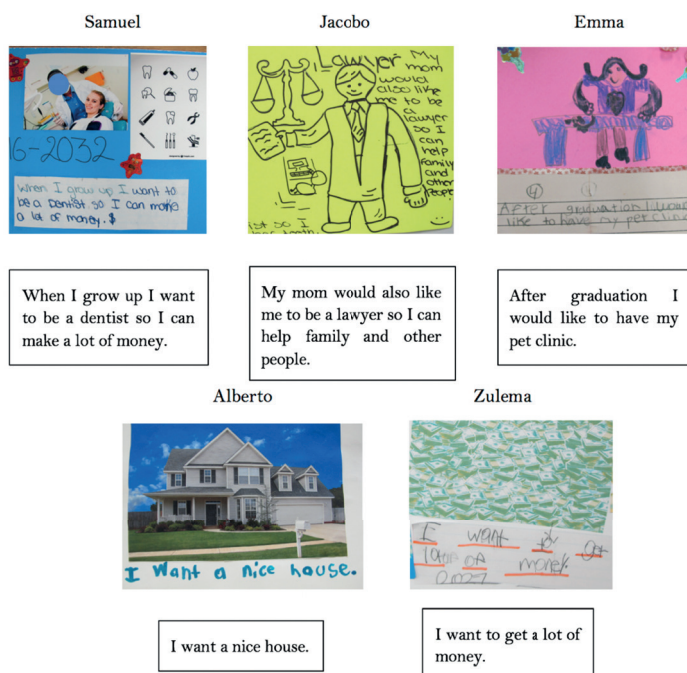 Samuel
Jacobo
Emma
16-2032
When I grow up I want to
be a Dentist so I can make
a lot of money. $
Lawyer My
mom
would
also like
me to be
a
lawyer
so I
can
help
family
and
other
people!
so I
After graduation I would
like to have my pet clinic
When I grow up I want
to be a dentist so I can
make a lot of money.
My mom would also like
me to be a lawyer so I can
help family and other
people.
After graduation I
would like to have my
pet clinic.
Alberto
Zulema
I Want a nice house.
I want to Get
of money.
I want a nice house.
I want to get a lot of
money.